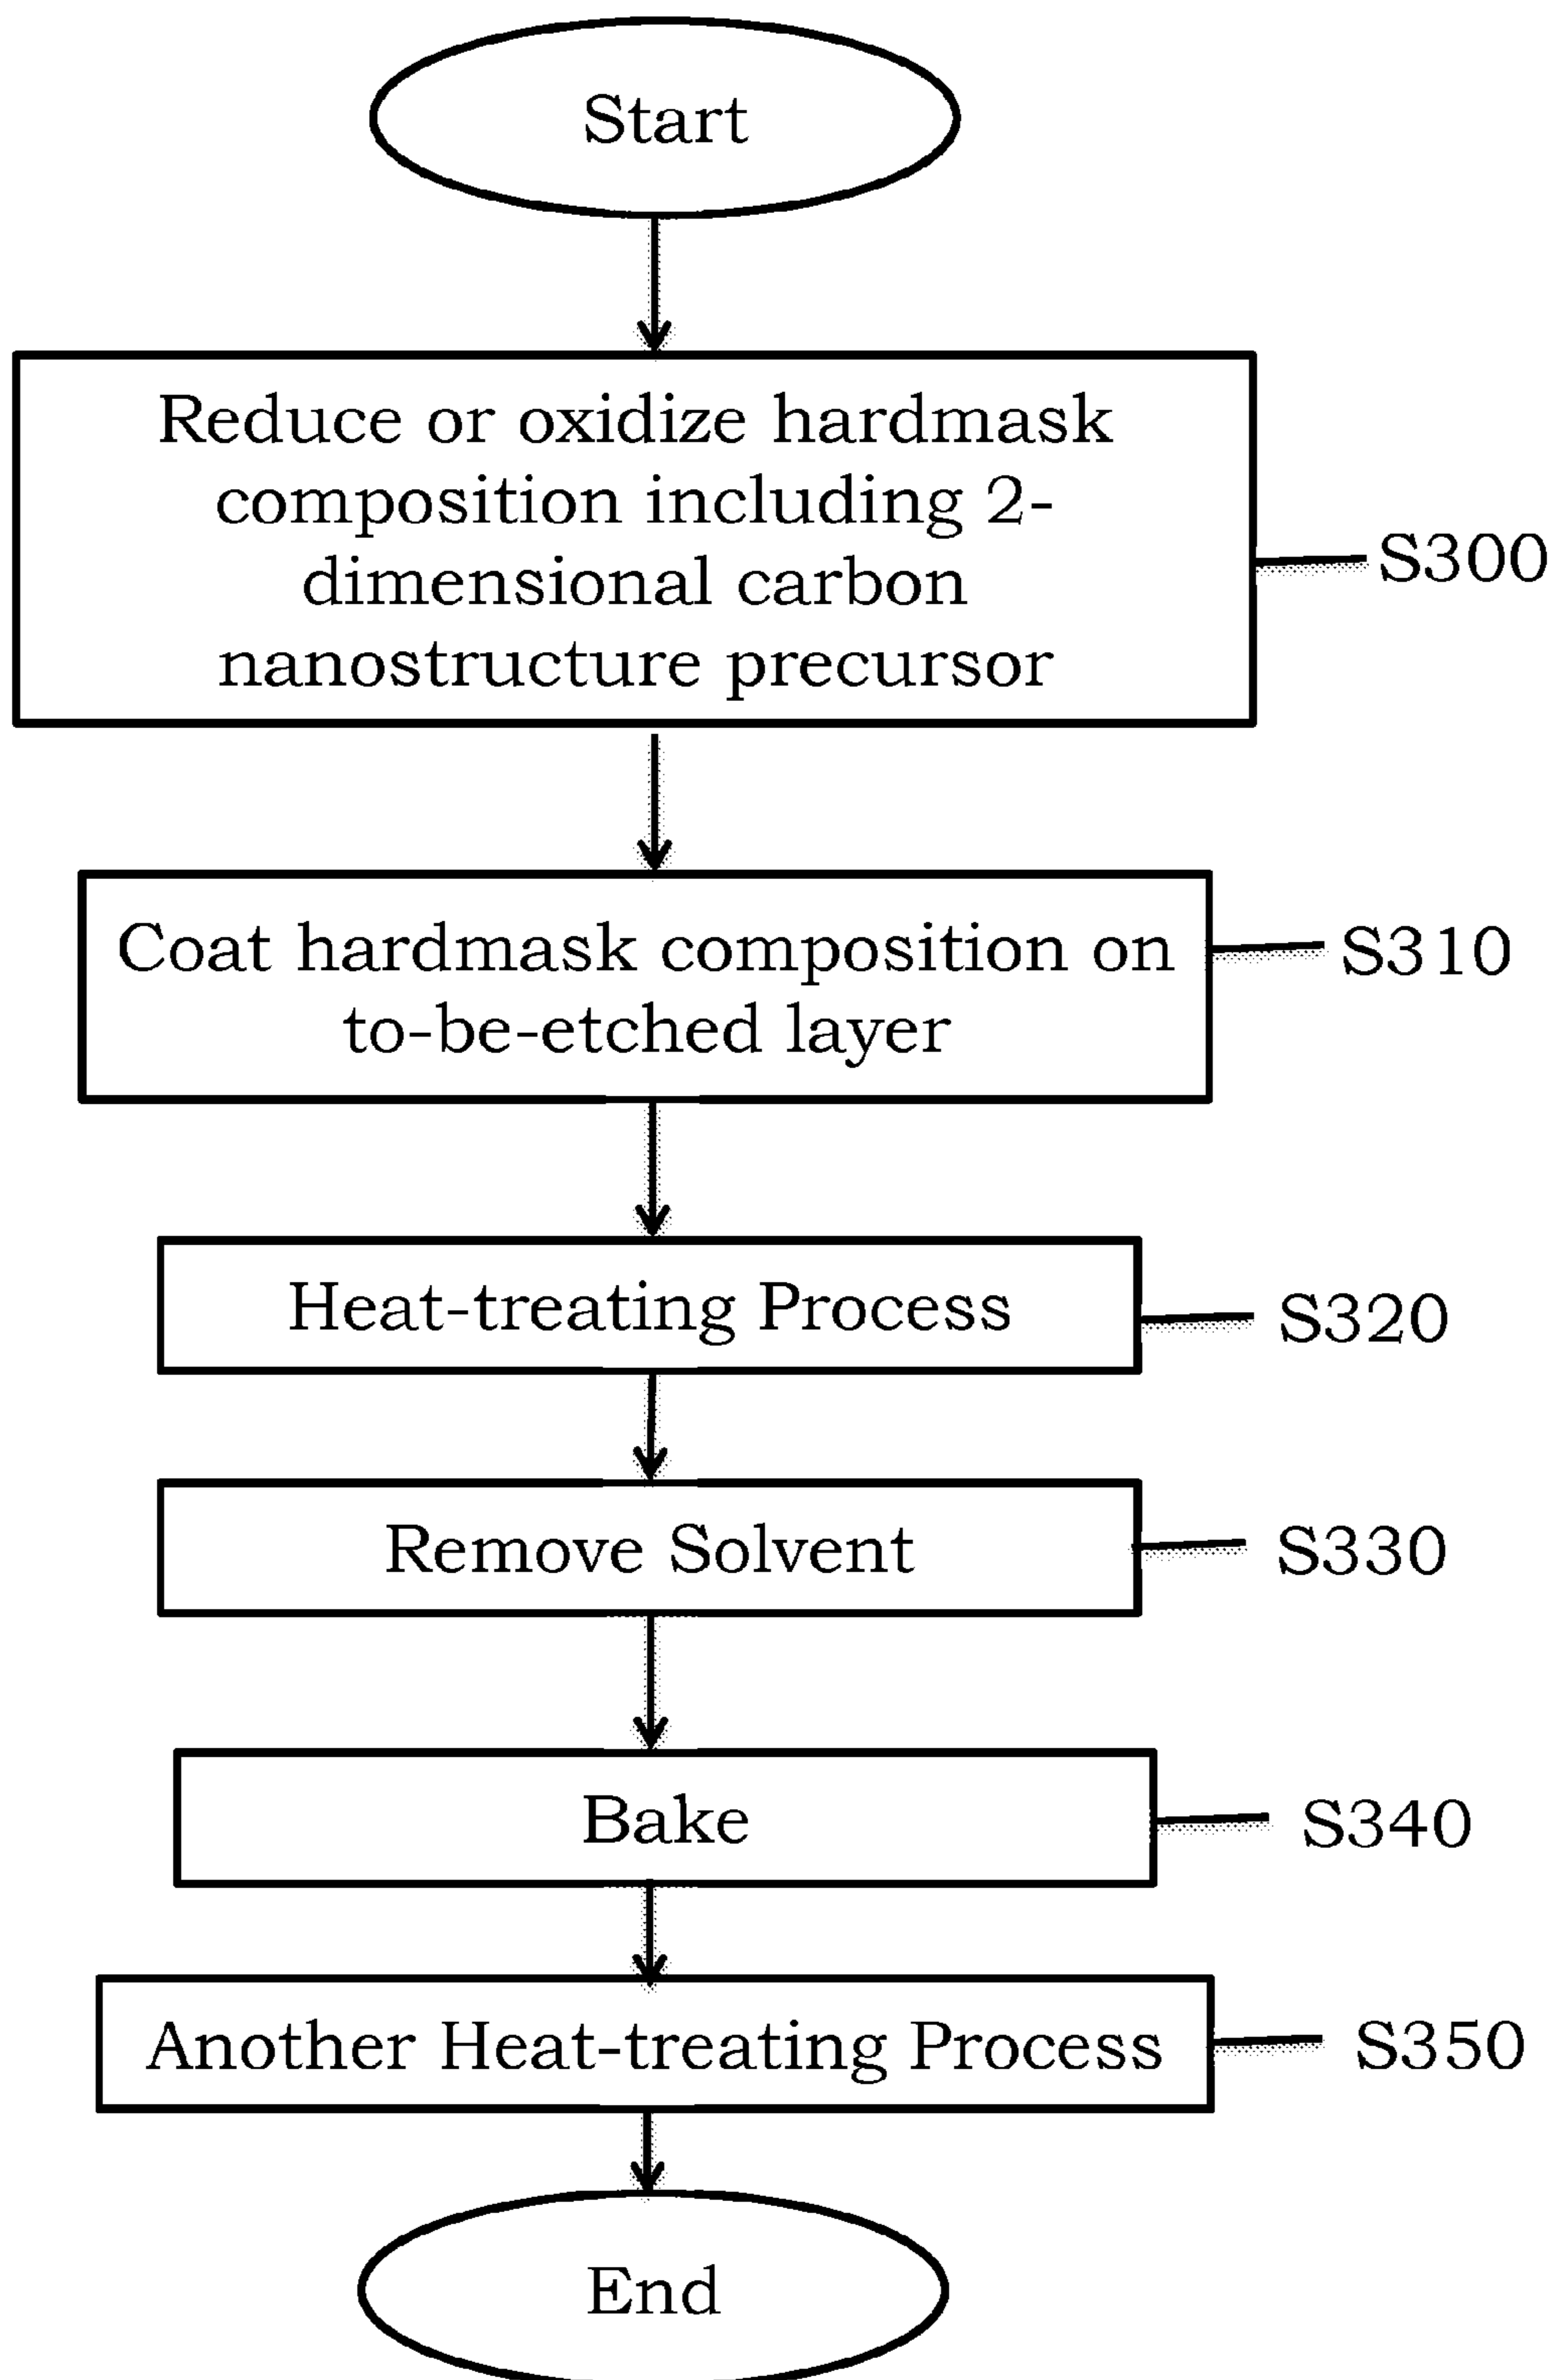 Start
Reduce or oxidize hardmask
composition including 2-
dimensional carbon
nanostructure precursor
S300
Coat hardmask composition on
to-be-etched layer
S310
Heat-treating Process
S320
Remove Solvent
S330
Bake
S340
Another Heat-treating Process
S350
End